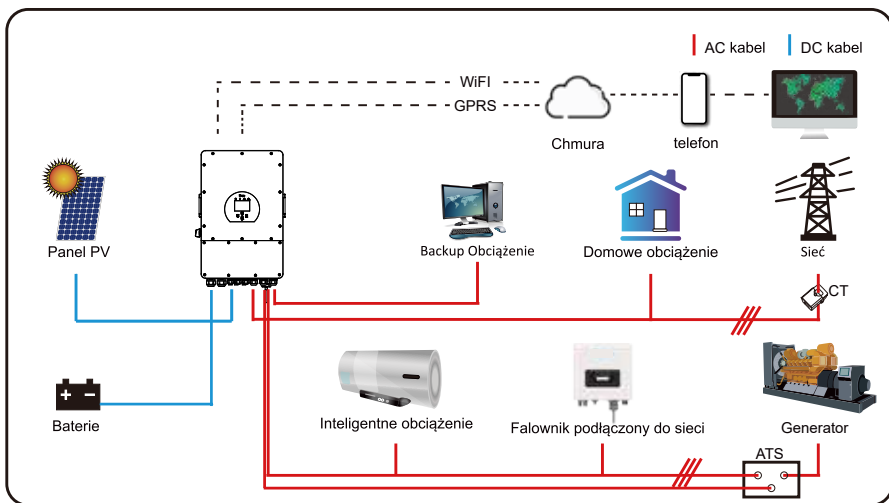 AC kabel
DC kabel
WiFI
GPRS
Chmura
telefon
Panel PV
Backup Obciążenie
Domowe obciążenie
Sieć
CT
Baterie
Inteligentne obciążenie
Falownik podłączony do sieci
Generator
ATS